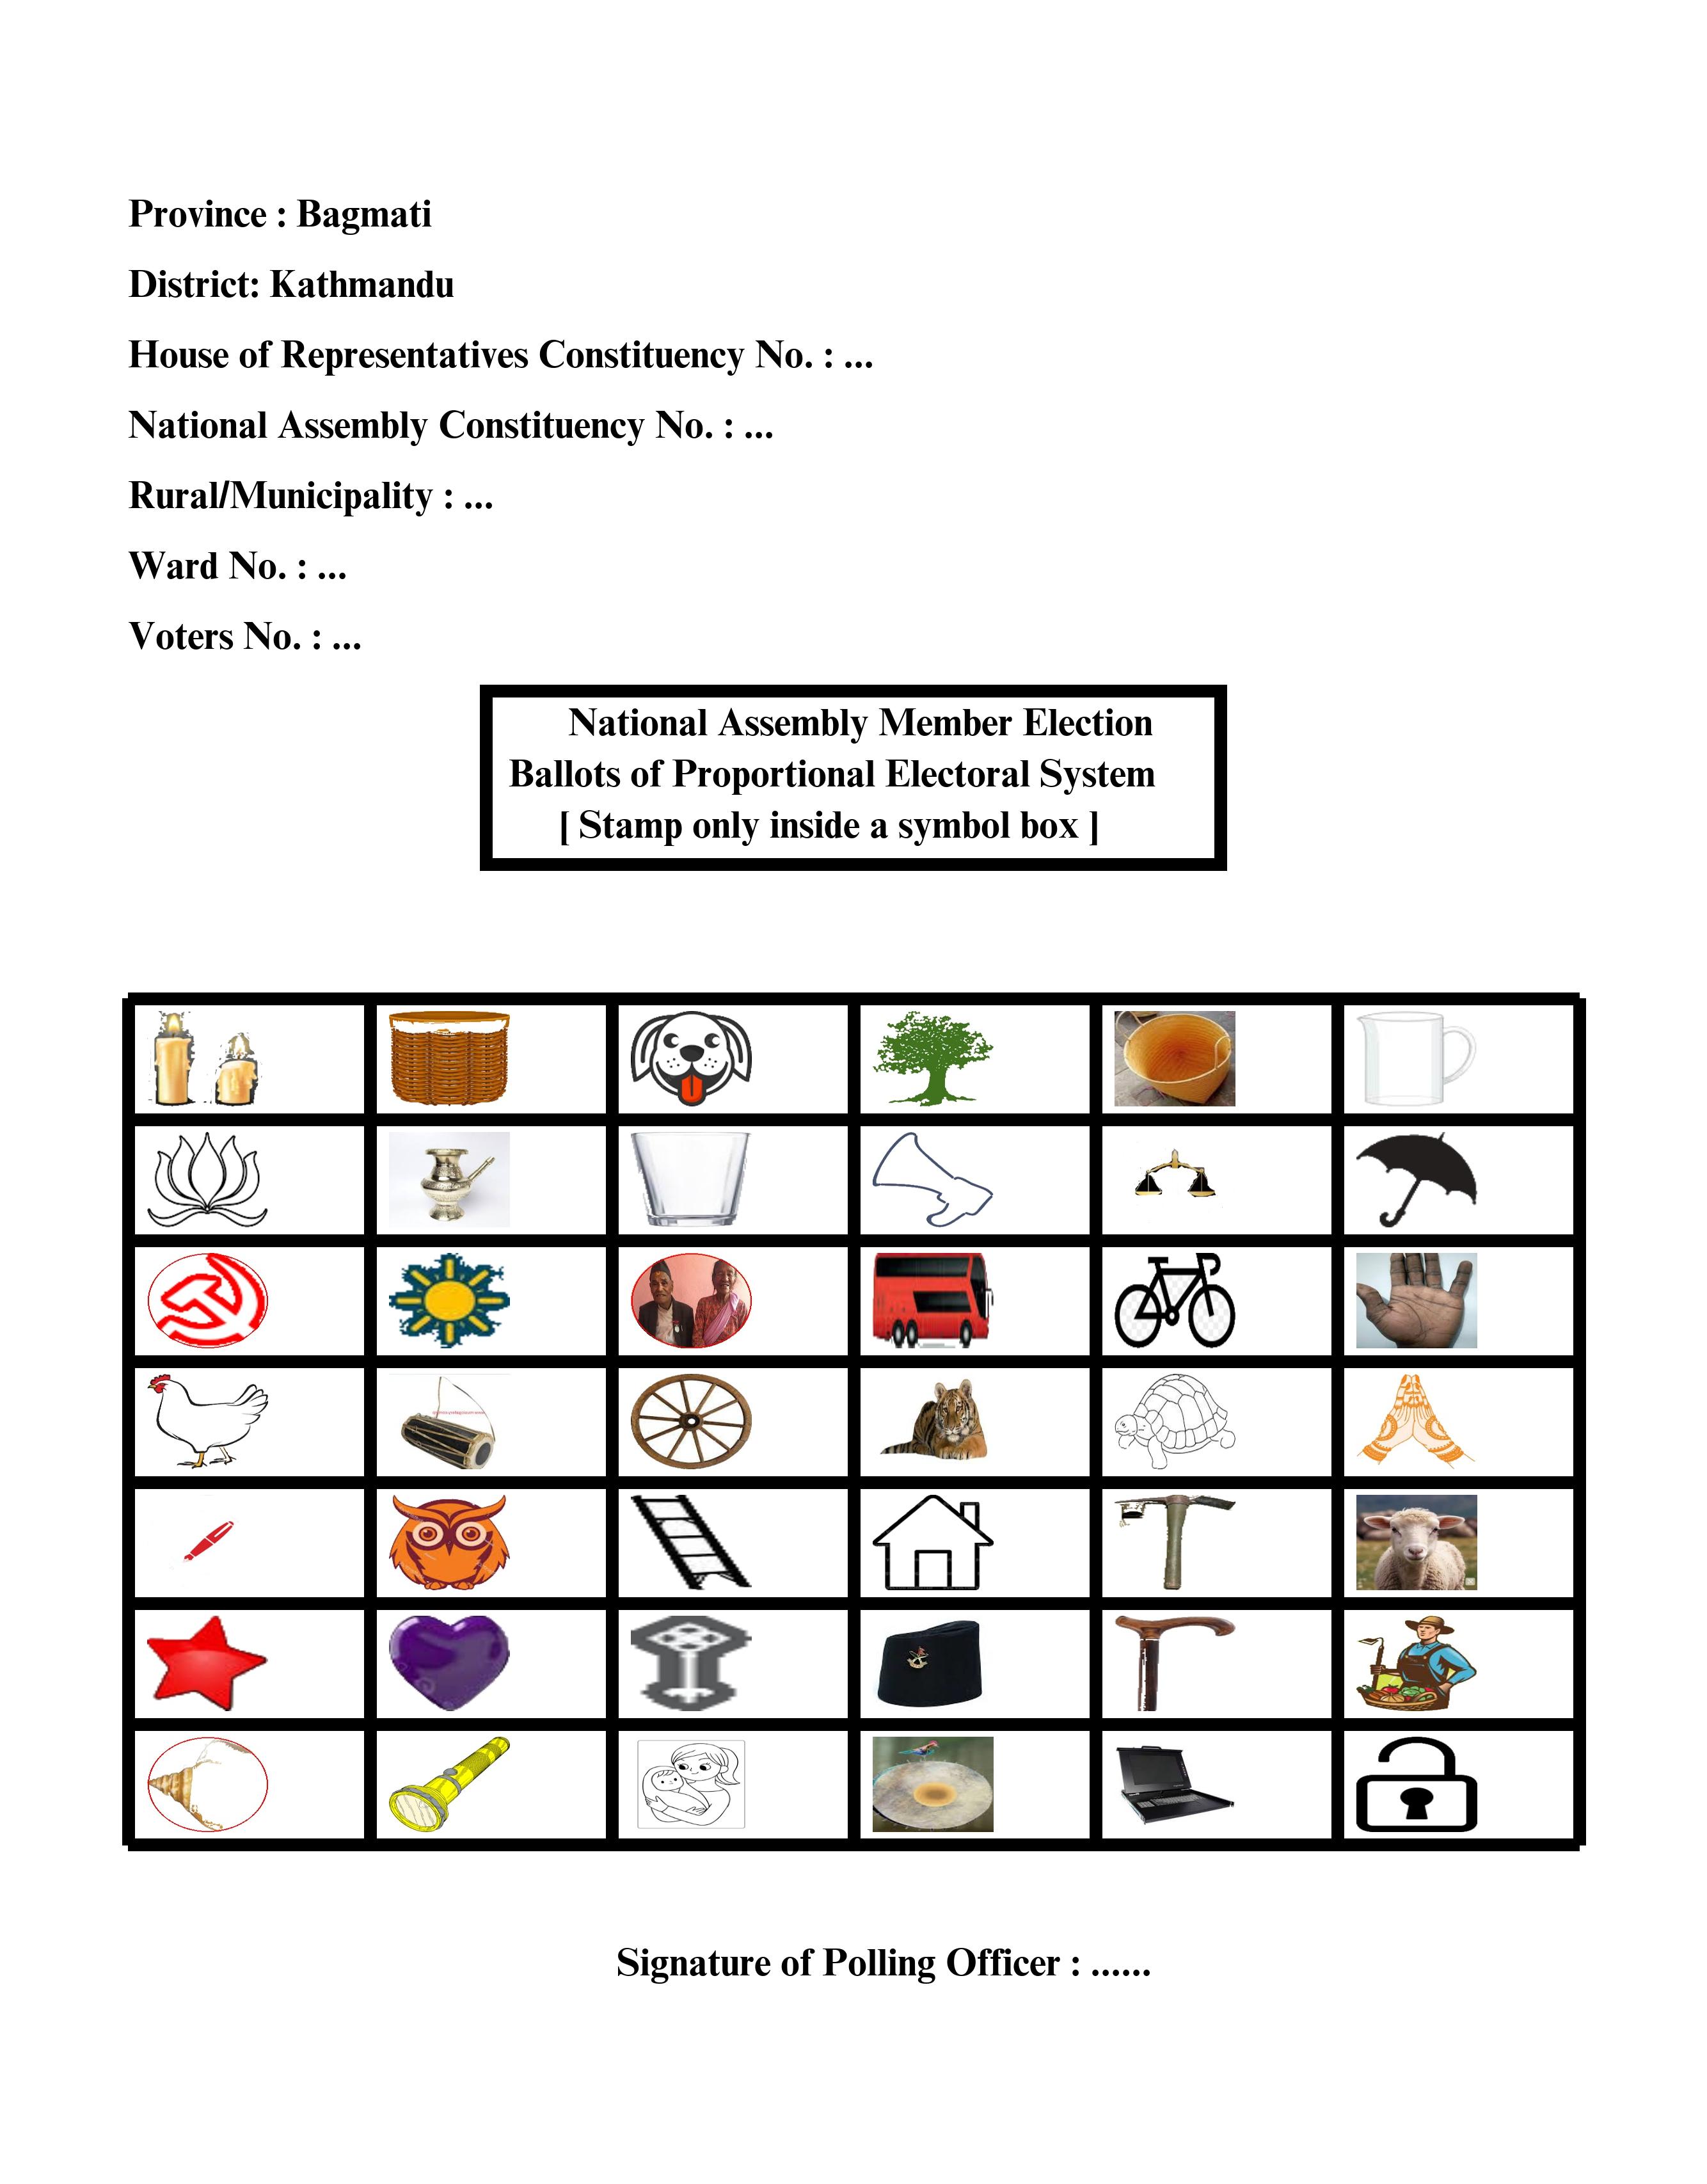 Province : Bagmati
District: Kathmandu
House of Representatives Constituency No. : ...
National Assembly Constituency No. : ...
Rural/Municipality : ...
Ward No. : ...
Voters No. : ...
National Assembly Member Election
Ballots of Proportional Electoral System
[ Stamp only inside a symbol box ]
Signature of Polling Officer : ......